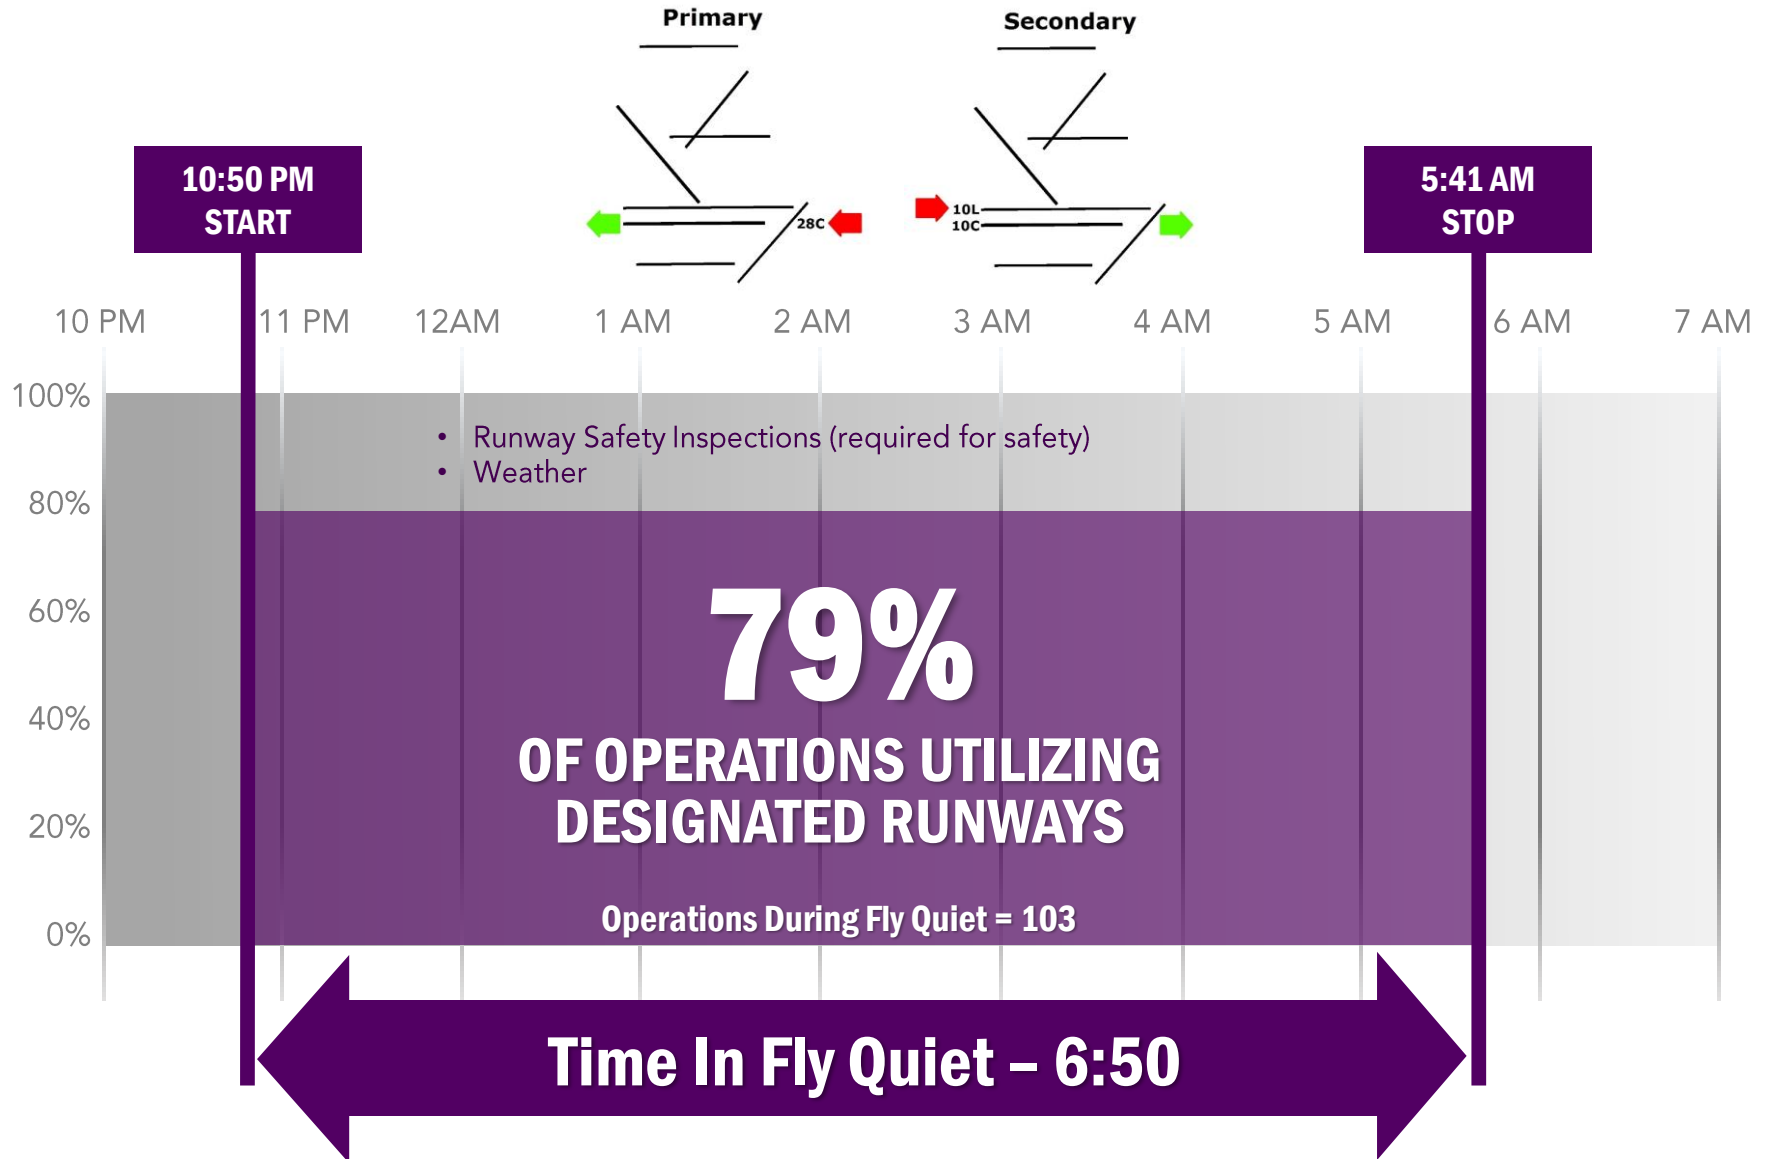 Primary
Secondary
28C
10L
10C
10:50 PM
START
5:41 AM
STOP
10 PM
11 PM
12AM
1 AM
2 AM
3 AM
4 AM
5 AM
6 AM
7 AM
100%
80%
60%
40%
20%
0%
• Runway Safety Inspections (required for safety)
• Weather
79%
OF OPERATIONS UTILIZING
DESIGNATED RUNWAYS
Operations During Fly Quiet = 103
Time In Fly Quiet – 6:50